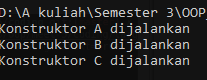 D:\A kuliah\Semester 3\OOP
Konstruktor A dijalankan
Konstruktor B dijalankan
Konstruktor C dijalankan